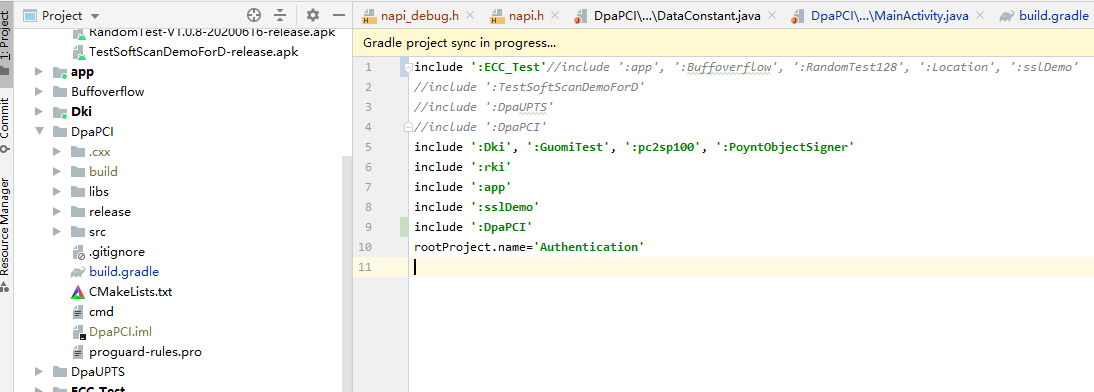 Project
napi_debug.h
napi.h
DpaPCI\...\DataConstant.java
DpaPCI\...\MainActivity.java
build.gradle
1: Project
Commit
Resource Manager
RandomTest-V1.0.8-20200616-release.apk
TestSoftScanDemoForD-release.apk
app
Buffoverflow
Dki
DpaPCI
.cxx
build
libs
release
src
.gitignore
build.gradle
CMakeLists.txt
cmd
DpaPCI.iml
proguard-rules.pro
DpaUPTS
ECC_Test
Gradle project sync in progress...
1 include ':ECC_Test'//include ':app', ':Buffoverflow', ':RandomTest128', ':Location', ':sslDemo'
2 //include ':TestSoftScanDemoForD'
3 //include ':DpaUPTS'
4 //include ':DpaPCI'
5 include ':Dki', ':GuomiTest', ':pc2sp100', ':PoyntObjectSigner'
6 include ':rki'
7 include ':app'
8 include ':sslDemo'
9 include ':DpaPCI'
10 rootProject.name='Authentication'
11